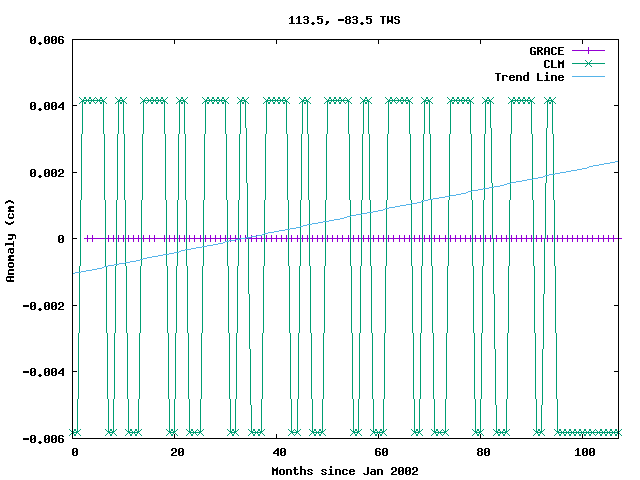 113.5, -83.5 TWS
GRACE
CLM
Trend Line
0.006
0.004
0.002
0
-0.002
-0.004
-0.006
Anomaly (cm)
0 20 40 60 80 100
Months since Jan 2002